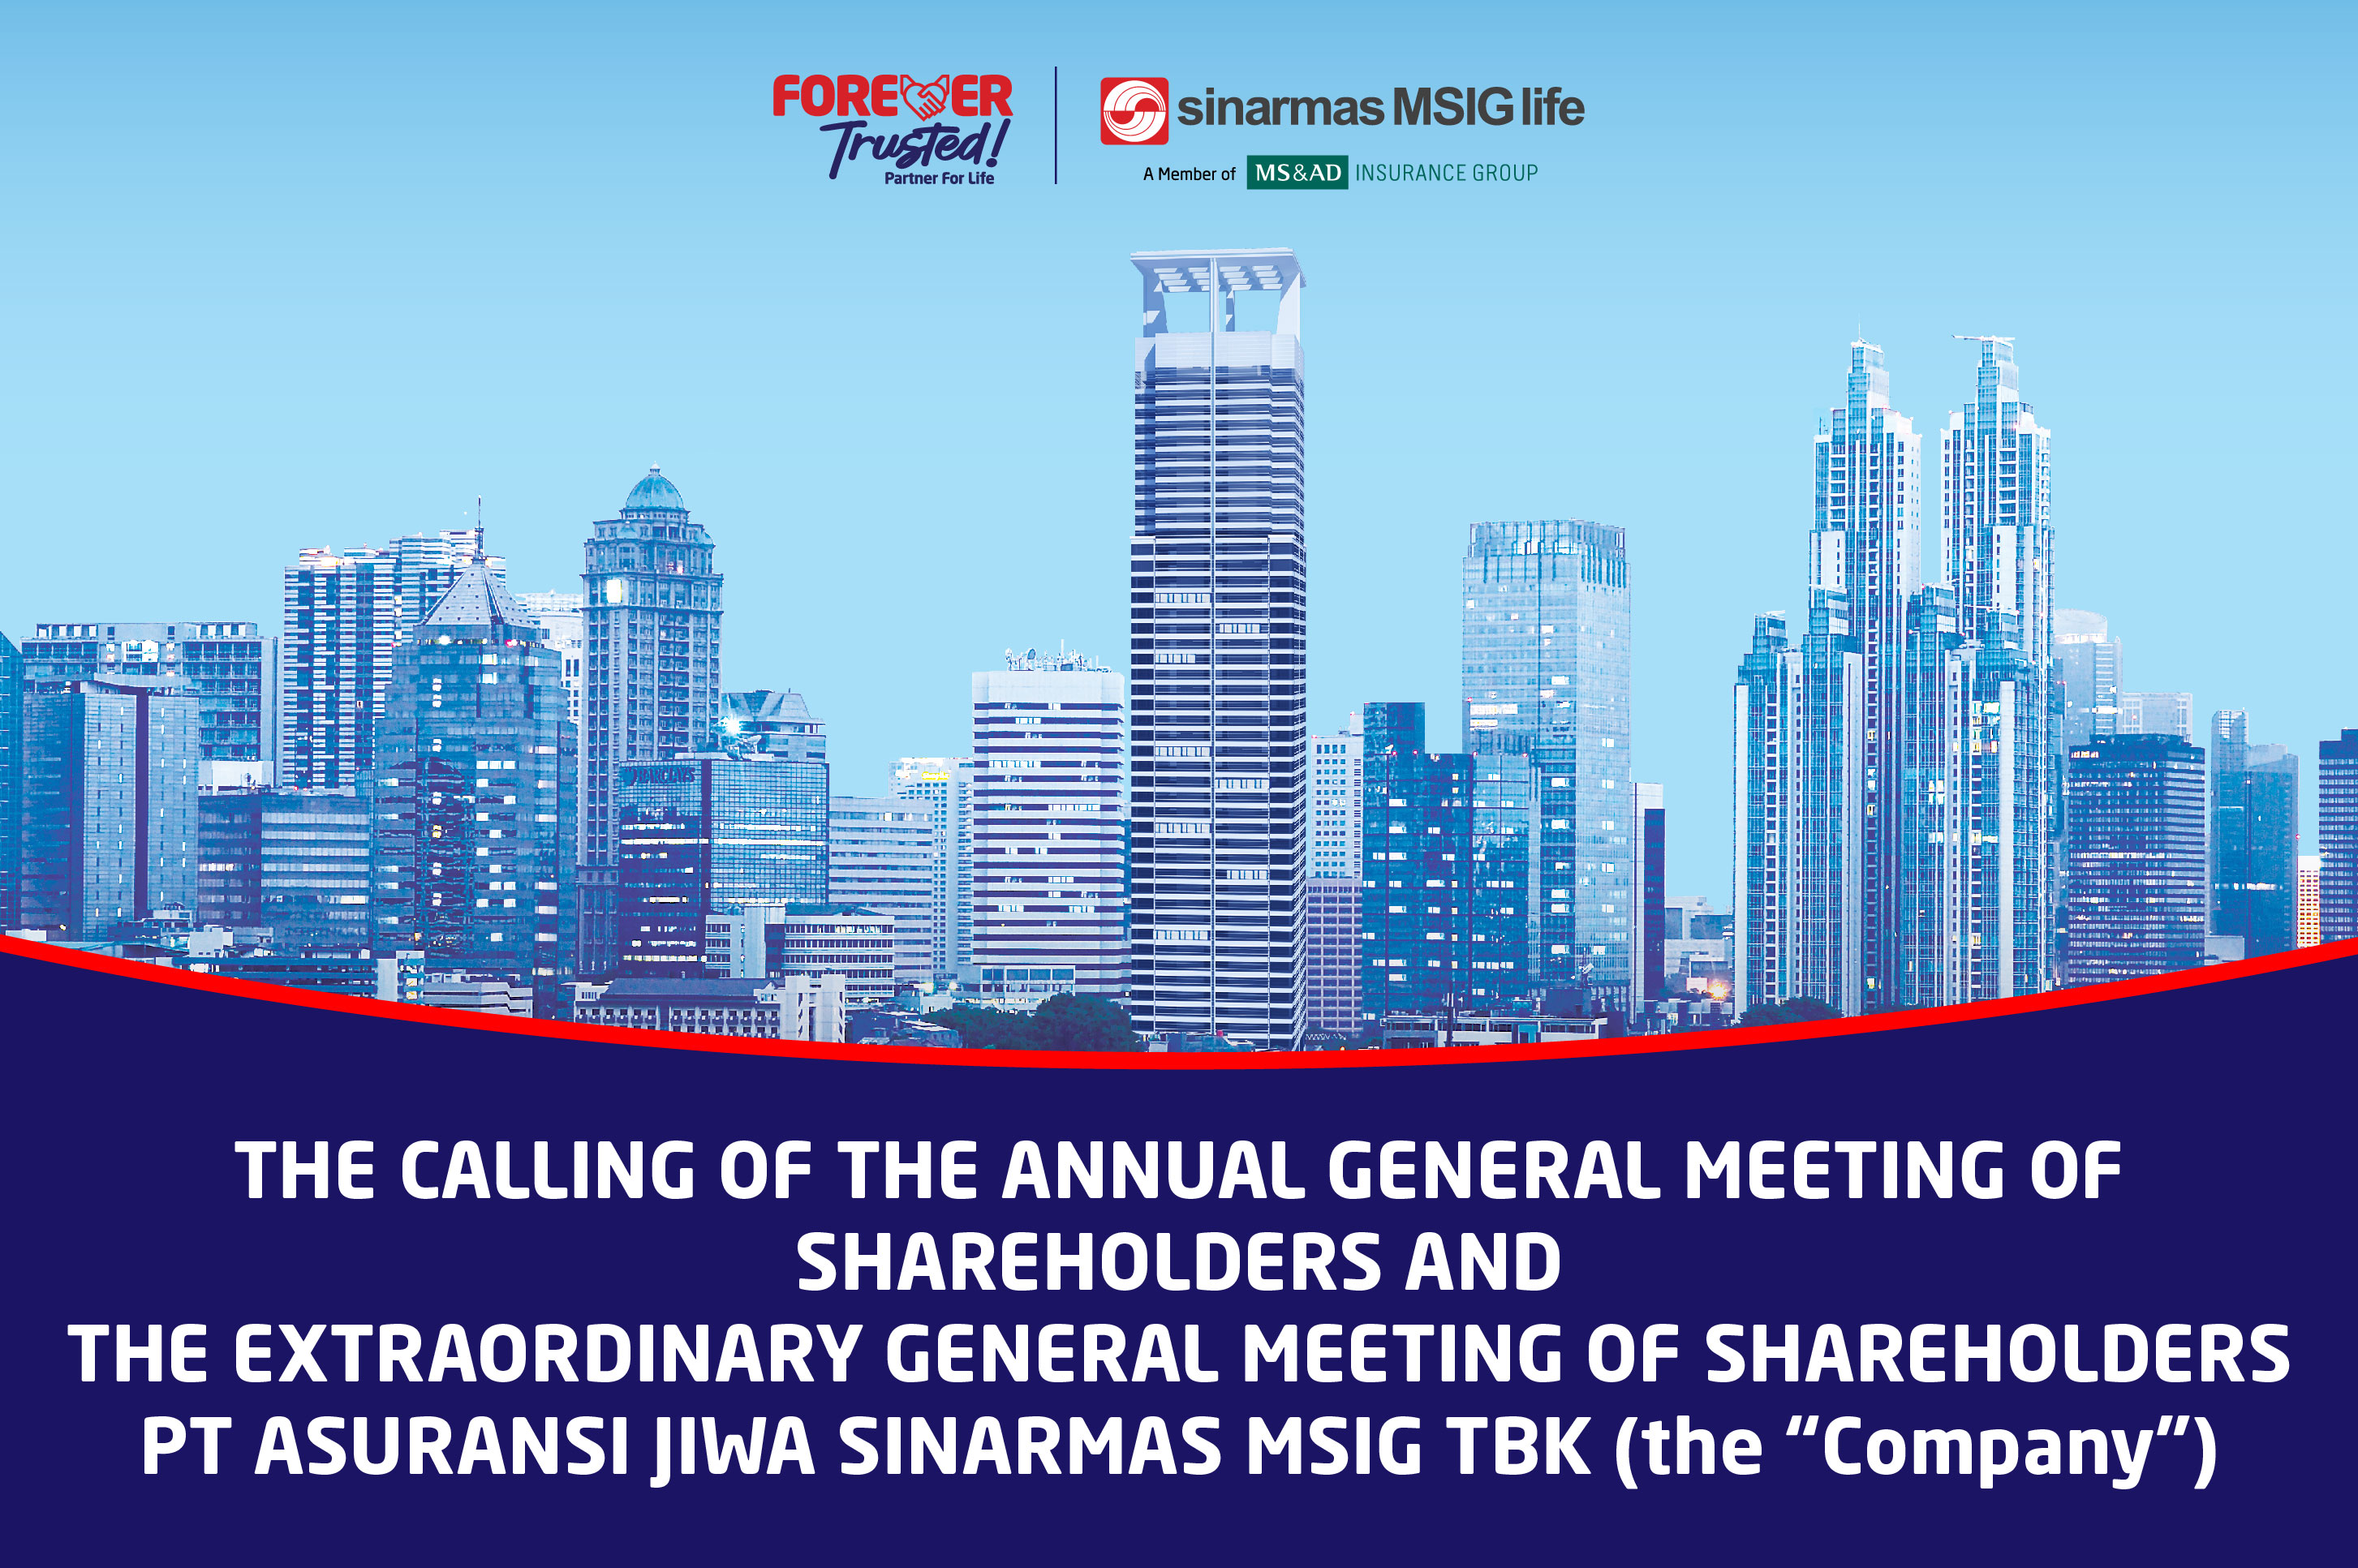 FOREVER
Trusted!
Partner For Life
sinarmas MSIG life
A Member of MS&AD INSURANCE GROUP
BARCLAYS
THE CALLING OF THE ANNUAL GENERAL MEETING OF
SHAREHOLDERS AND
THE EXTRAORDINARY GENERAL MEETING OF SHAREHOLDERS
PT ASURANSI JIWA SINARMAS MSIG TBK (the “Company”)